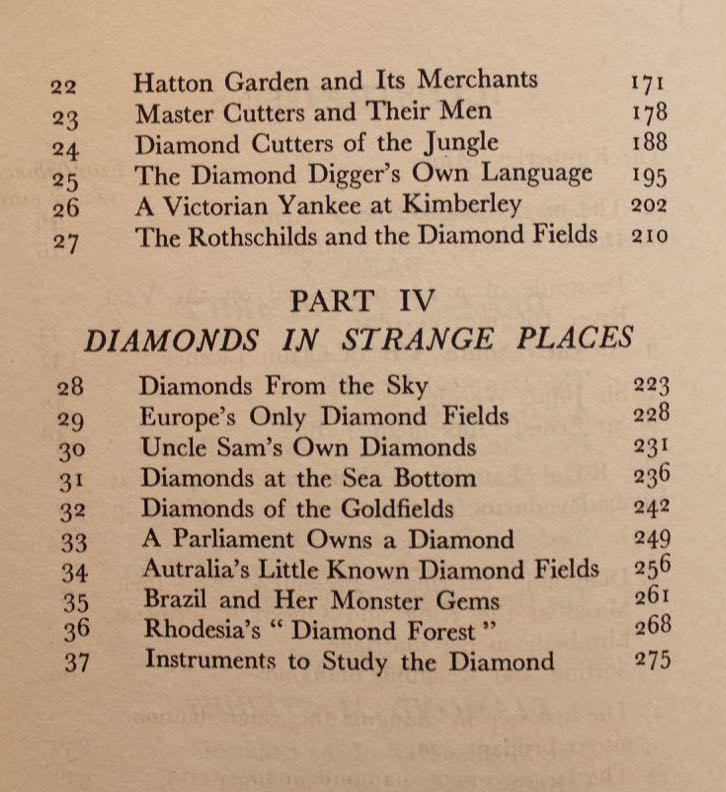 22 Hatton Garden and Its Merchants 171
23 Master Cutters and Their Men 178
24 Diamond Cutters of the Jungle 188
25 The Diamond Digger's Own Language 195
26 A Victorian Yankee at Kimberley 202
27 The Rothschilds and the Diamond Fields 210
PART IV
DIAMONDS IN STRANGE PLACES
28 Diamonds From the Sky 223
29 Europe's Only Diamond Fields 228
30 Uncle Sam's Own Diamonds 231
31 Diamonds at the Sea Bottom 236
32 Diamonds of the Goldfields 242
33 A Parliament Owns a Diamond 249
34 Autralia's Little Known Diamond Fields 256
35 Brazil and Her Monster Gems 261
36 Rhodesia's “ Diamond Forest ” 268
37 Instruments to Study the Diamond 275